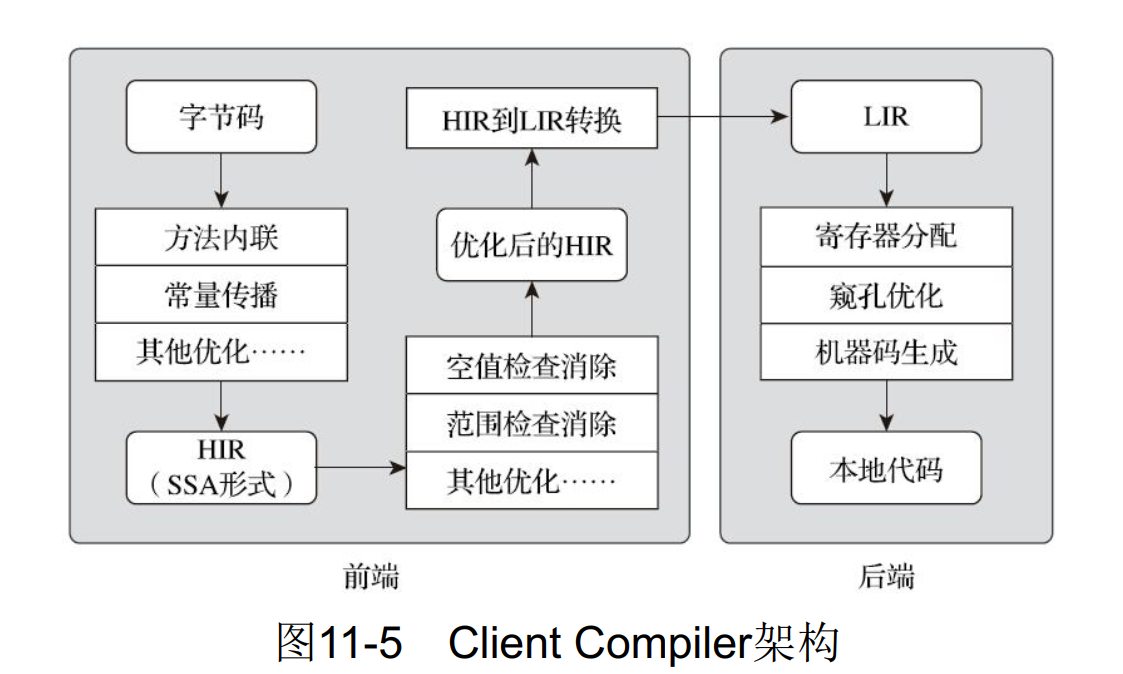 字节码
方法内联
常量传播
其他优化……
HIR
（SSA形式）
空值检查消除
范围检查消除
其他优化……
优化后的HIR
HIR到LIR转换
前端
LIR
寄存器分配
窥孔优化
机器码生成
本地代码
后端
图11-5 Client Compiler架构